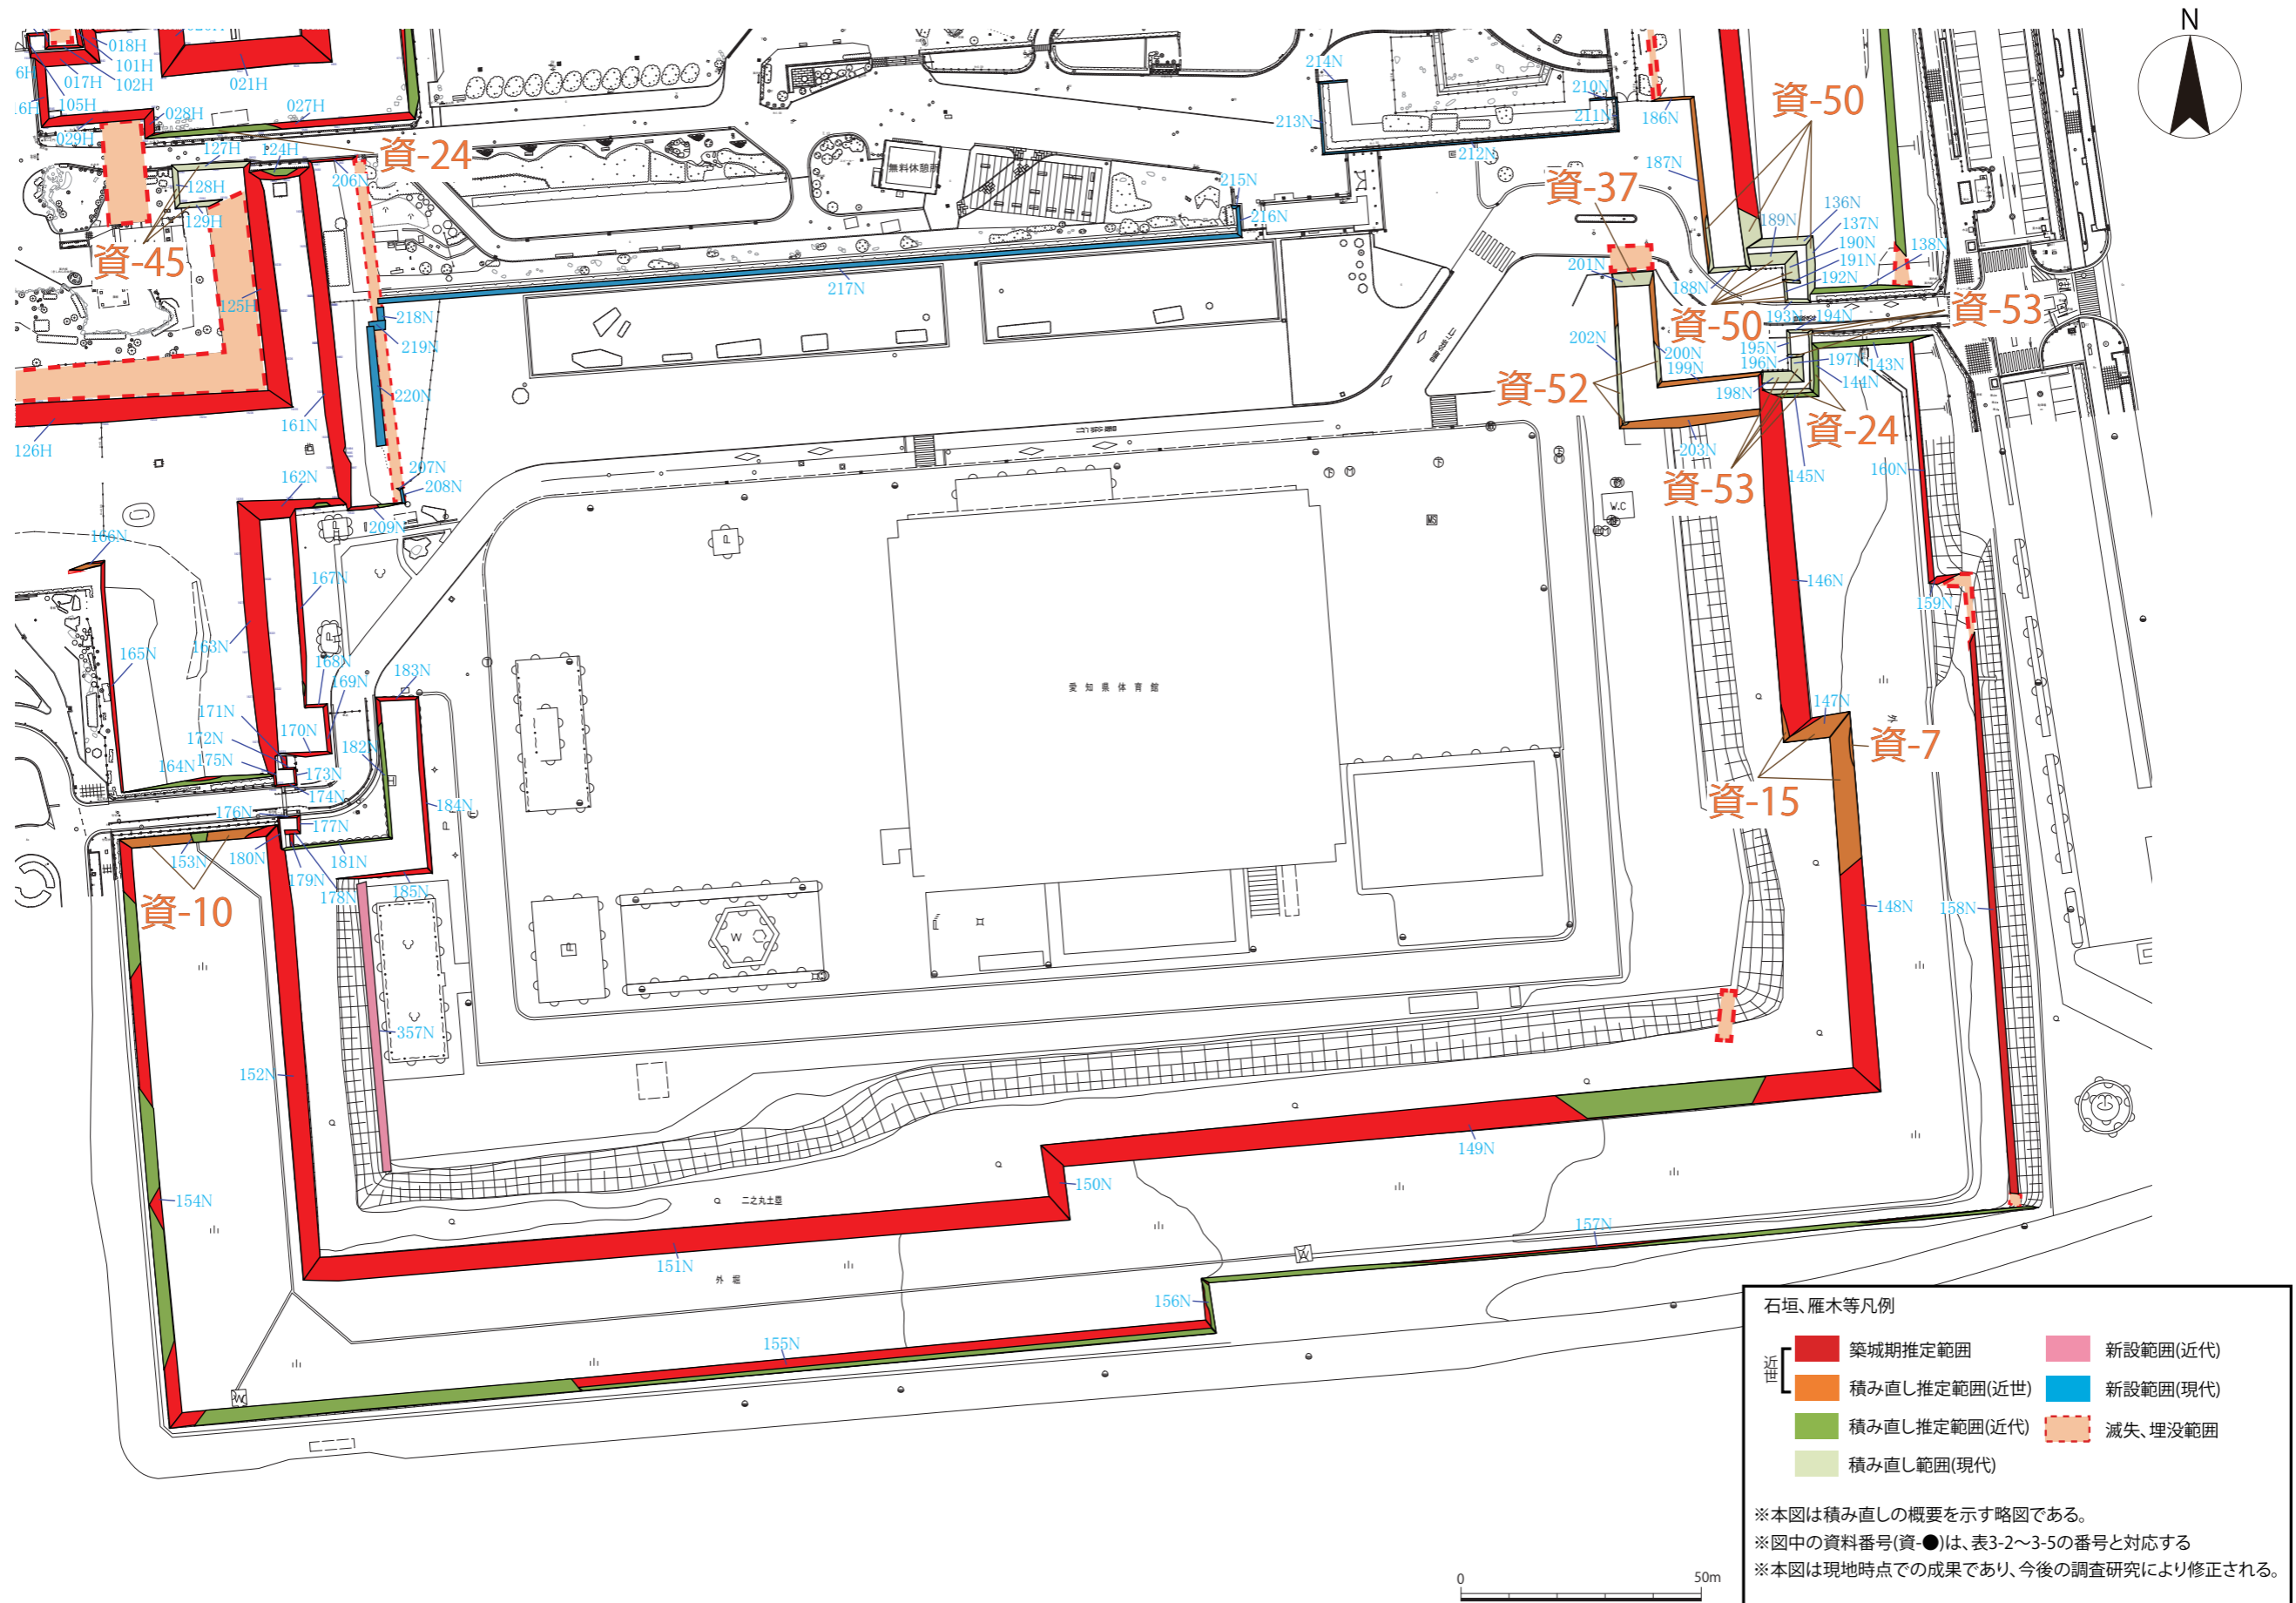 N
018H
101H
6H
017H
102H
021H
16H
105H
028H
027H
029H
127H
124H
資-24
206N
128H
129H
資-45
125H
126H
無料休憩所
214N
210N
213N
211N
212N
186N
資-50
187N
資-37
215N
216N
217N
218N
219N
220N
201N
189N
136N
137N
190N
191N
192N
138N
188N
193N
194N
資-50
資-53
202N
200N
199N
195N
196N
197N
143N
144N
198N
資-52
資-24
203N
資-53
145N
160N
161N
162N
207N
208N
209N
W.C
MS
166N
167N
163N
165N
168N
169N
183N
171N
170N
172N
182N
175N
164N
173N
174N
176N
184N
177N
153N
180N
181N
179N
178N
185N
資-10
愛知県体育館
146N
159N
147N
資-7
資-15
148N
158N
W
357N
152N
154N
149N
150N
二之丸土塁
151N
外堀
157N
156N
155N
石垣、雁木等凡例
近世
築城期推定範囲
新設範囲(近代)
積み直し推定範囲(近世)
新設範囲(現代)
積み直し推定範囲(近代)
滅失、埋没範囲
積み直し範囲(現代)
※本図は積み直しの概要を示す略図である。
※図中の資料番号(資-●)は、表3-2〜3-5の番号と対応する
※本図は現地時点での成果であり、今後の調査研究により修正される。
0
50m